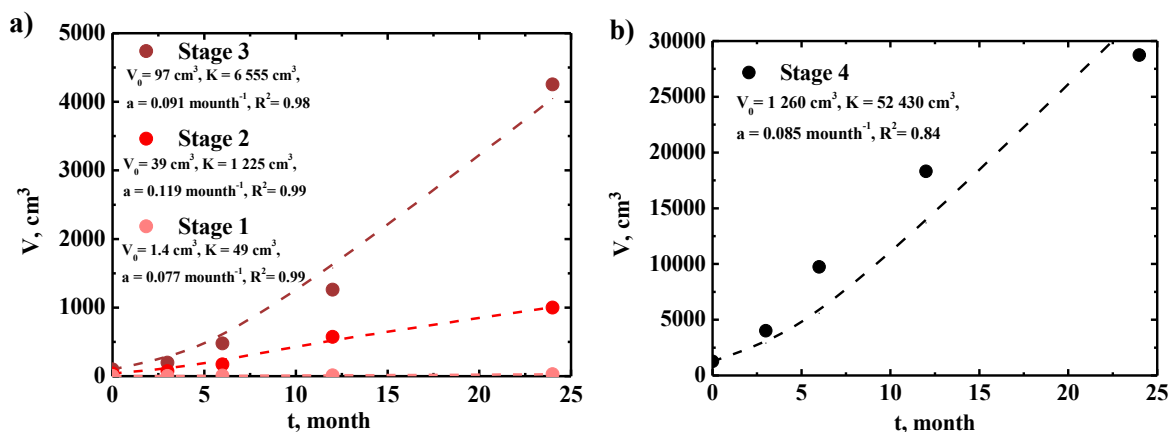 a)
5000
4000
3000
2000
1000
0
V, cm³
Stage 3
V₀= 97 cm³, K = 6 555 cm³,
a = 0.091 mounth⁻¹, R²= 0.98
Stage 2
V₀= 39 cm³, K = 1 225 cm³,
a = 0.119 mounth⁻¹, R²= 0.99
Stage 1
V₀= 1.4 cm³, K = 49 cm³,
a = 0.077 mounth⁻¹, R²= 0.99
0 5 10 15 20 25
t, month
b)
30000
25000
20000
15000
10000
5000
0
V, cm³
Stage 4
V₀= 1 260 cm³, K = 52 430 cm³,
a = 0.085 mounth⁻¹, R²= 0.84
0 5 10 15 20 25
t, month